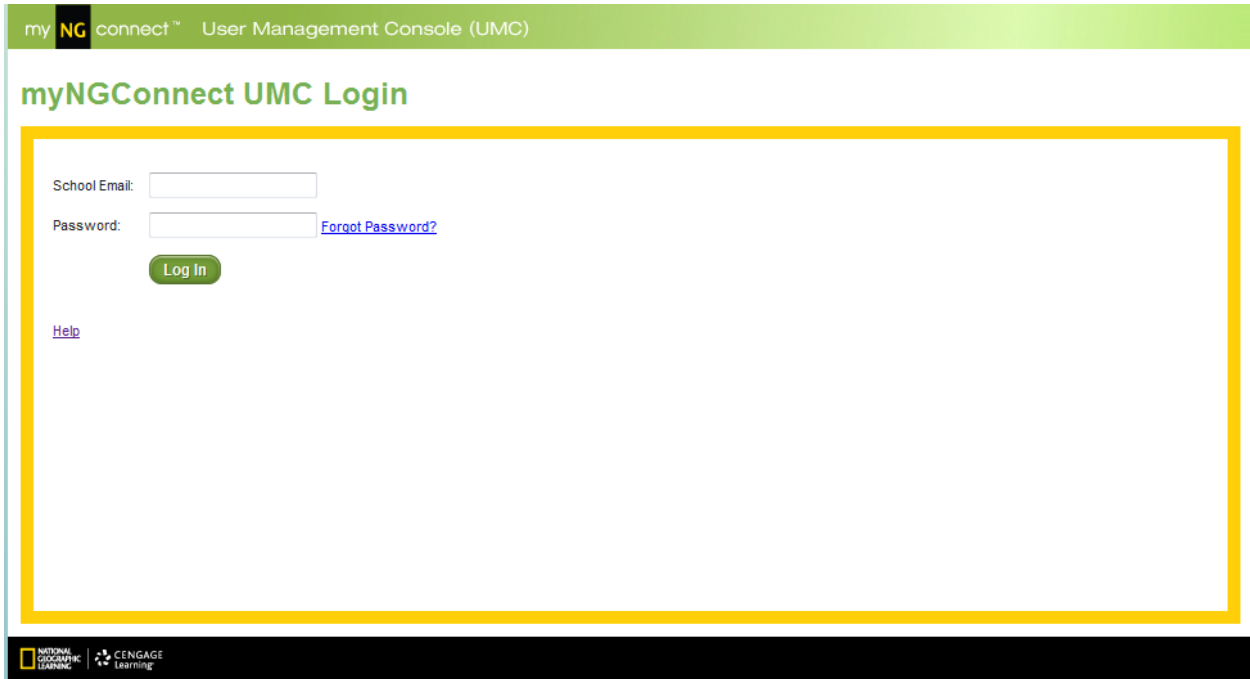 my NG connect™ User Management Console (UMC)
myNGConnect UMC Login
School Email:
Password: Forgot Password?
Log In
Help
NATIONAL GEOGRAPHIC LEARNING CENGAGE Learning